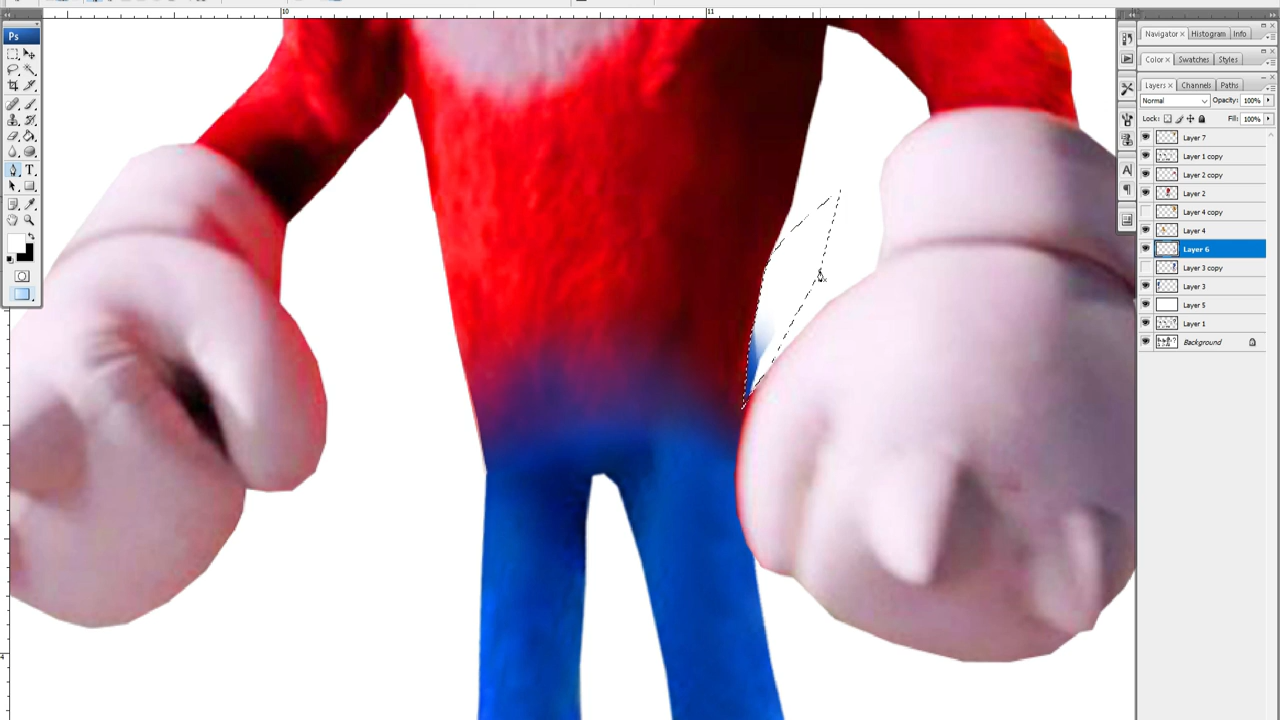 10
11
Ps
T
4
Navigator × Histogram Info
Color × Swatches Styles
Layers × Channels Paths
Normal Opacity: 100%
Lock: Fill: 100%
A
¶
Layer 7
Layer 1 copy
Layer 2 copy
Layer 2
Layer 4 copy
Layer 4
Layer 6
Layer 3 copy
Layer 3
Layer 5
Layer 1
Background